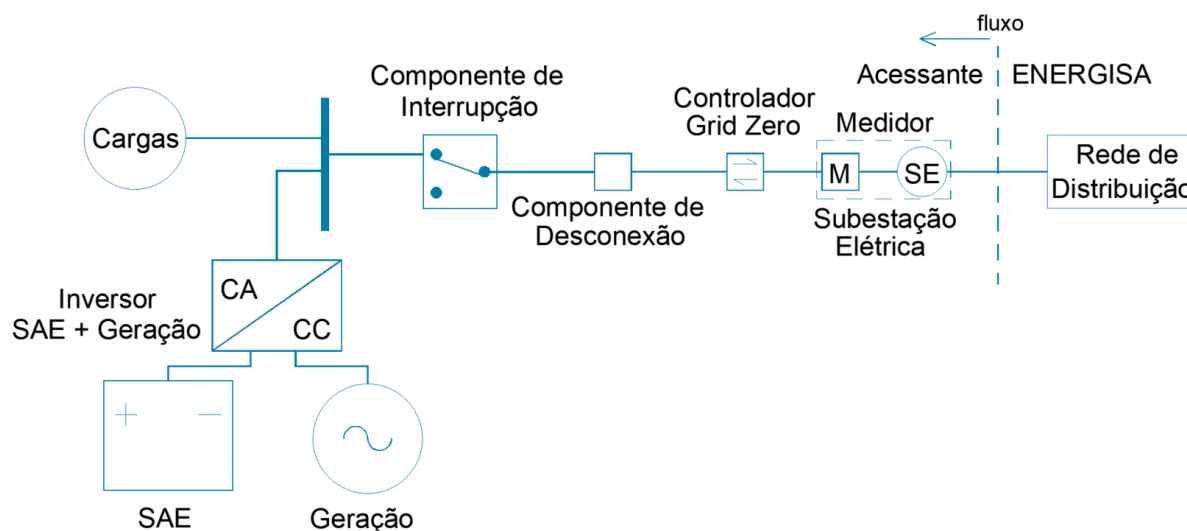 fluxo
Acessante
ENERGISA
Componente de
Interrupção
Controlador
Grid Zero
Medidor
Cargas
M
SE
Rede de
Distribuição
Componente de
Desconexão
Subestação
Elétrica
CA
CC
Inversor
SAE + Geração
+ −
SAE
Geração